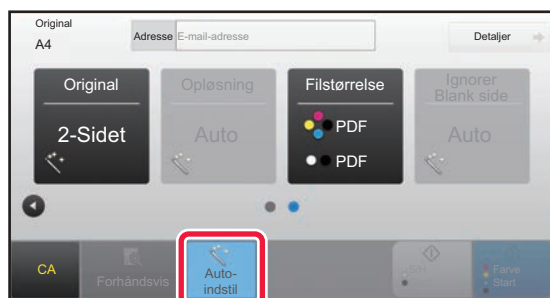 Original
A4
Adresse
E-mail-adresse
Detaljer
Original
2-Sidet
Opløsning
Auto
Filstørrelse
PDF
PDF
Ignorer
Blank side
Auto
CA
Forhåndsvis
Auto-
indstil
S/H
Start
Farve
Start